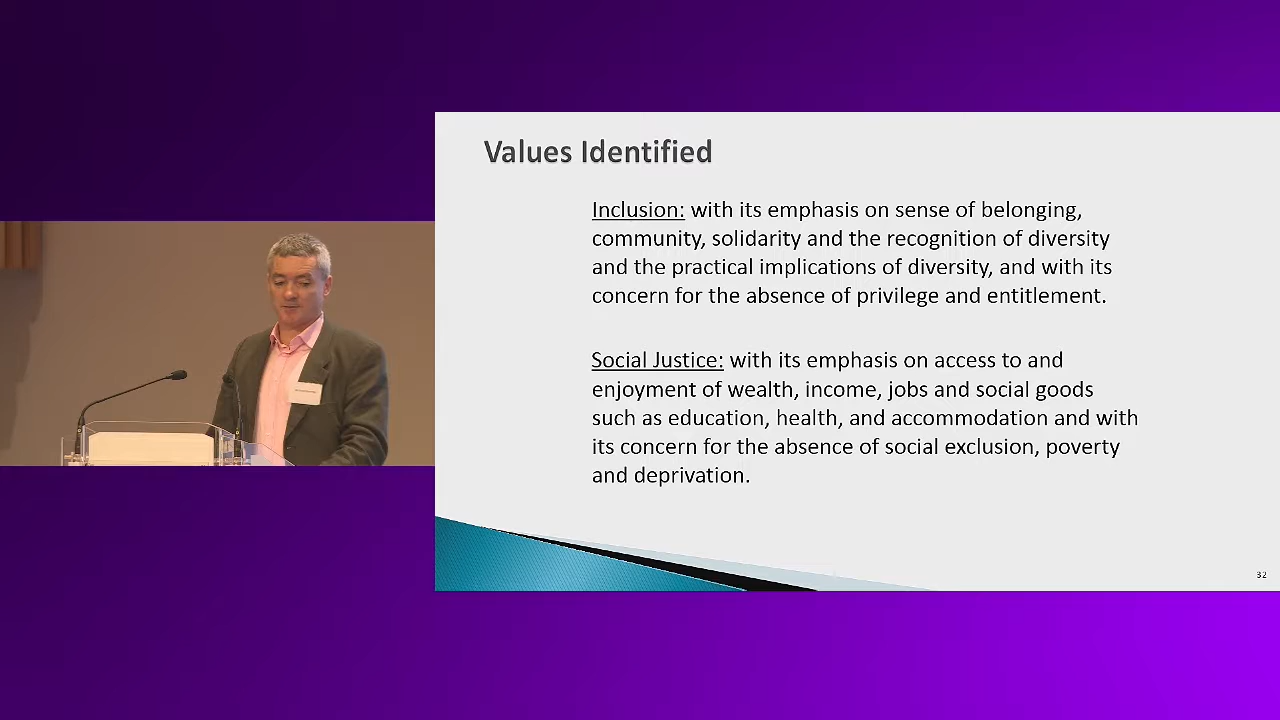 Values Identified
Inclusion: with its emphasis on sense of belonging,
community, solidarity and the recognition of diversity
and the practical implications of diversity, and with its
concern for the absence of privilege and entitlement.
Social Justice: with its emphasis on access to and
enjoyment of wealth, income, jobs and social goods
such as education, health, and accommodation and with
its concern for the absence of social exclusion, poverty
and deprivation.
32